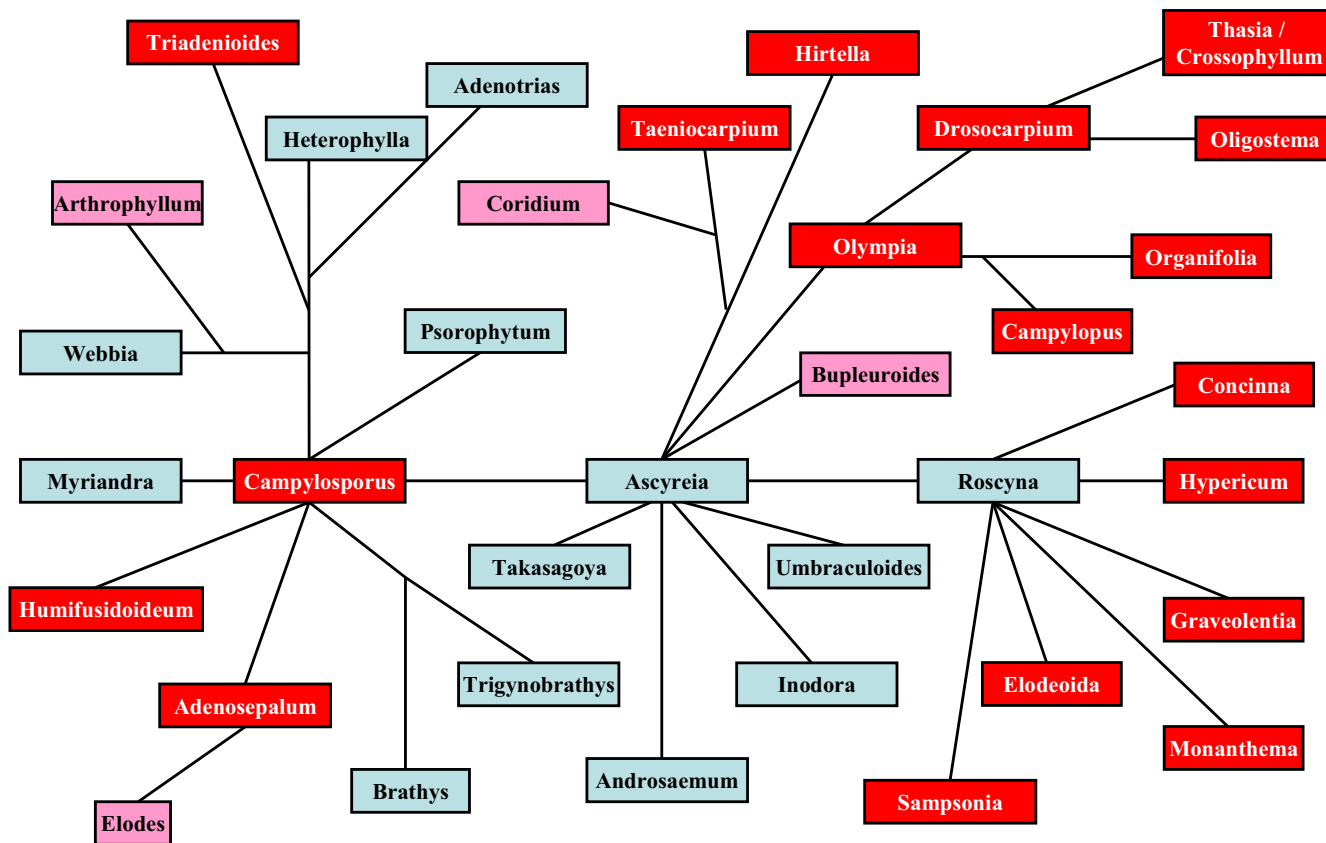 Thasia /
Crossophyllum
Triadenioides
Hirtella
Adenotrias
Heterophylla
Taeniocarpium
Drosocarpium
Oligostema
Arthrophyllum
Coridium
Olympia
Organifolia
Psorophytum
Campylopus
Webbia
Bupleuroides
Concinna
Myriandra
Campylosporus
Ascyreia
Roscyna
Hypericum
Takasagoya
Umbraculoides
Humifusidoideum
Graveolentia
Trigynobrathys
Inodora
Elodeoida
Adenosepalum
Monanthema
Androsaemum
Brathys
Sampsonia
Elodes